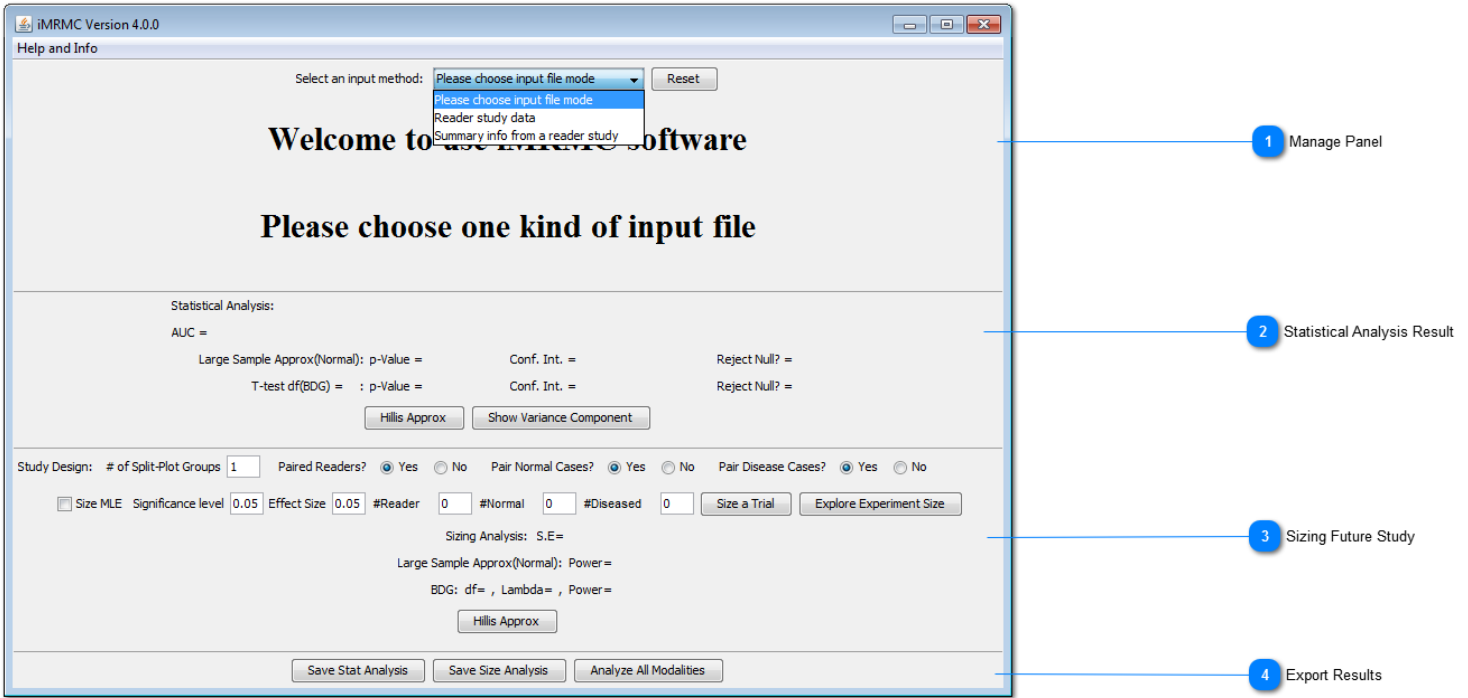 iMRMC Version 4.0.0
Help and Info
Select an input method: Please choose input file mode Reset
Please choose input file mode
Reader study data
Summary info from a reader study
Welcome to use iMRMC software
1 Manage Panel
Please choose one kind of input file
Statistical Analysis:
AUC =
2 Statistical Analysis Result
Large Sample Approx(Normal): p-Value = Conf. Int. = Reject Null? =
T-test df(BDG) = : p-Value = Conf. Int. = Reject Null? =
Hillis Approx Show Variance Component
Study Design: # of Split-Plot Groups 1 Paired Readers? Yes No Pair Normal Cases? Yes No Pair Disease Cases? Yes No
Size MLE Significance level 0.05 Effect Size 0.05 #Reader 0 #Normal 0 #Diseased 0 Size a Trial Explore Experiment Size
Sizing Analysis: S.E=
3 Sizing Future Study
Large Sample Approx(Normal): Power=
BDG: df= , Lambda= , Power=
Hillis Approx
Save Stat Analysis Save Size Analysis Analyze All Modalities
4 Export Results